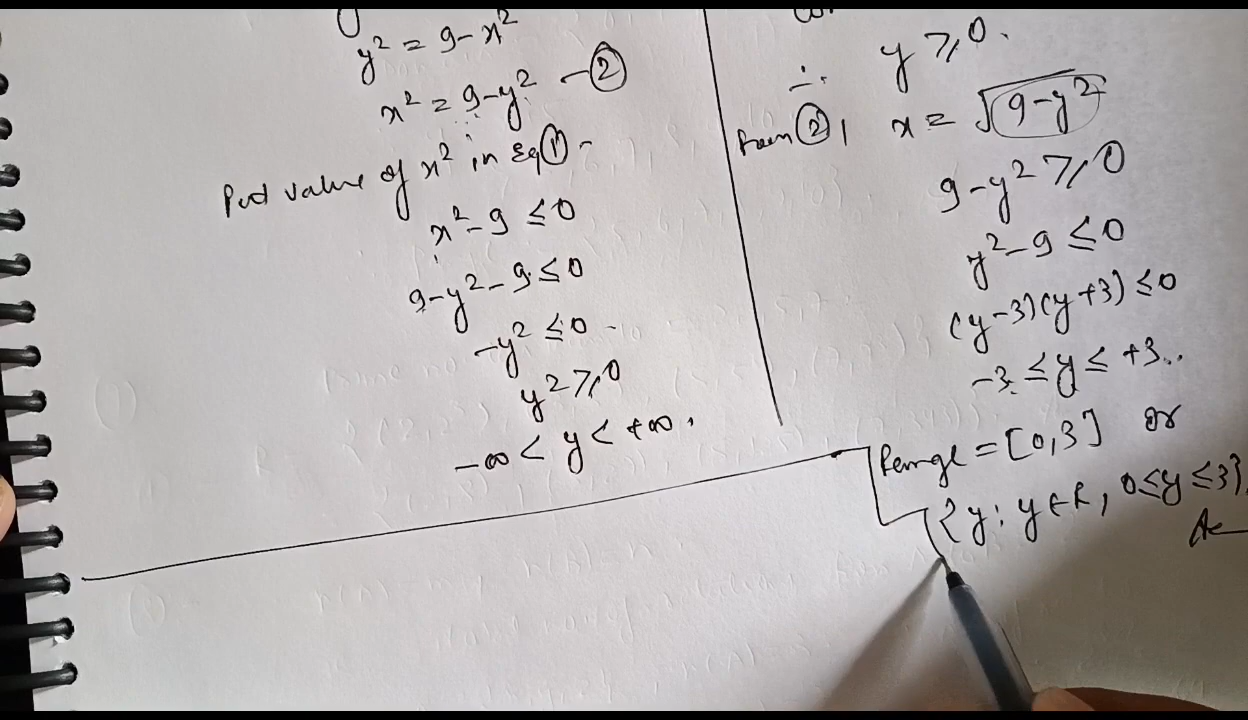 y² = 9-x²
x² = 9-y² -②
Put value of x² in Eq① -
x²-9 ≤0
9-y²-9 ≤0
-y² ≤0
y² ≥0
-∞ < y < +∞.
y ≥0.
∴
from ②, x = √9-y²
9-y² ≥0
y²-9 ≤0
(y-3)(y+3) ≤0
-3 ≤y ≤ +3..
Range = [0,3] or
{y: y∈R, 0≤y≤3}.